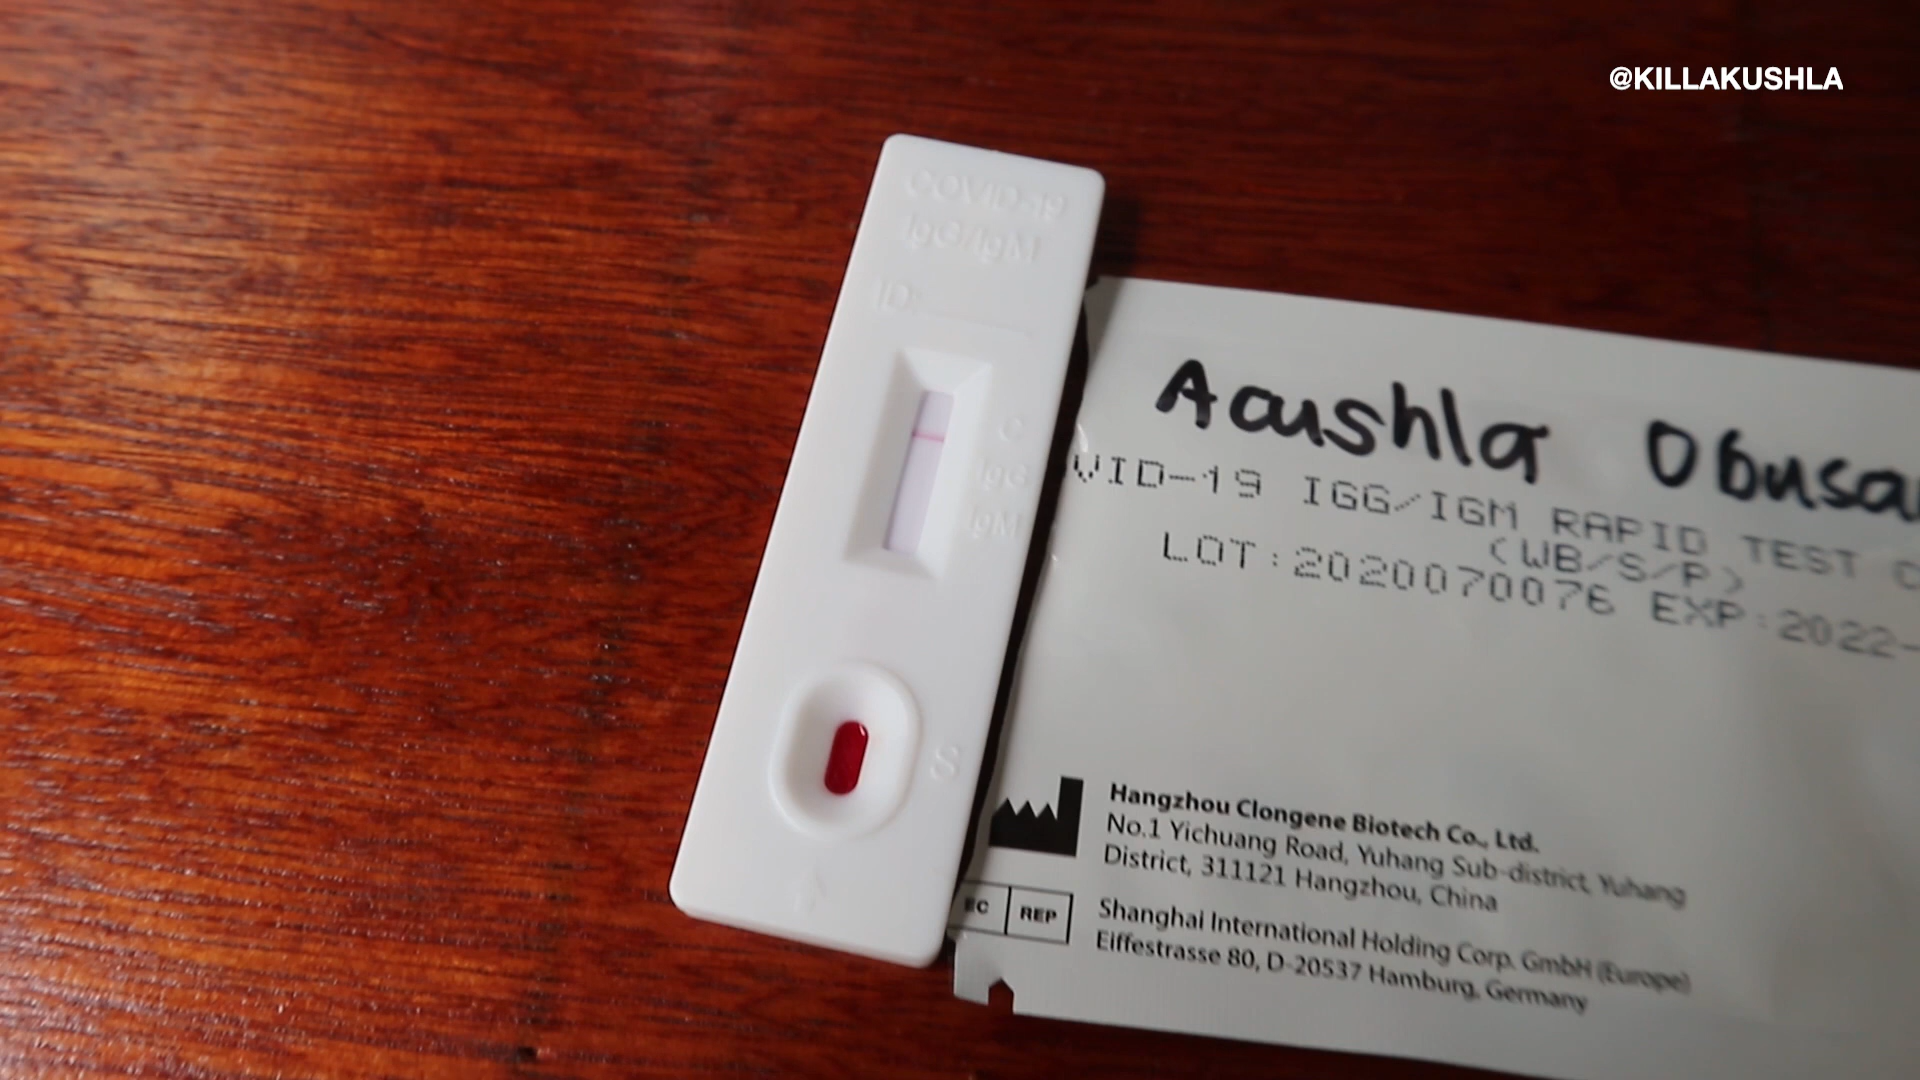 @KILLAKUSHLA
COVID-19
IgG/IgM
ID:
C
IgG
IgM
S
Acushla Obusa
VID-19 IGG/IGM RAPID TEST C
(WB/S/P)
LOT:2020070076 EXP:2022-
Hangzhou Clongene Biotech Co., Ltd.
No.1 Yichuang Road, Yuhang Sub-district, Yuhang
District, 311121 Hangzhou, China
EC REP
Shanghai International Holding Corp. GmbH (Europe)
Eiffestrasse 80, D-20537 Hamburg, Germany